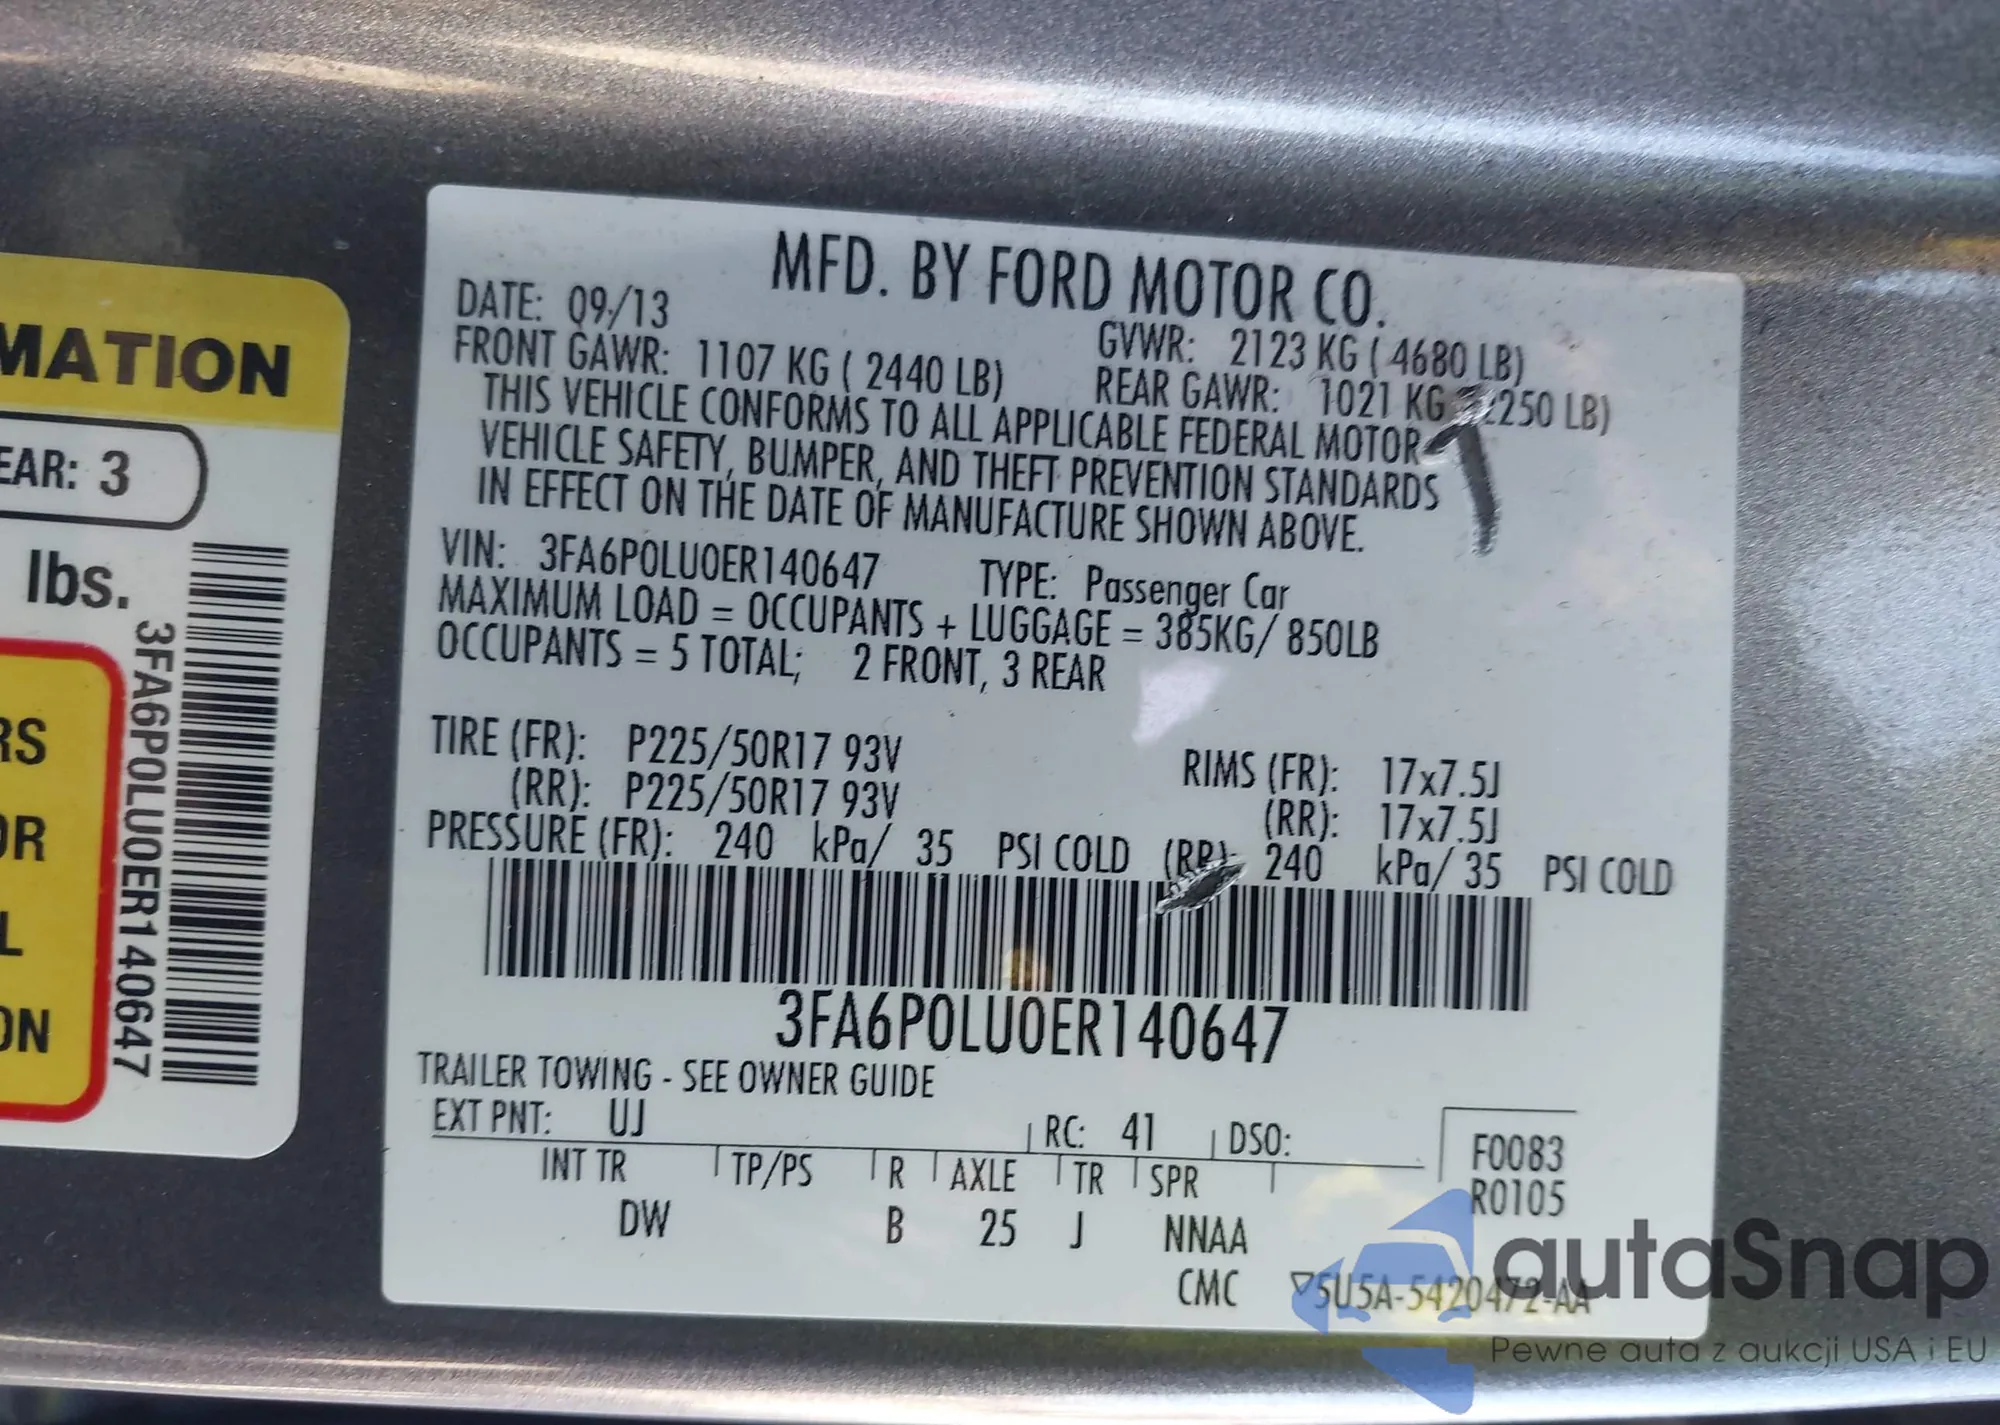 MATION
EAR: 3
lbs.
3FA6P0LU0ER140647
RS
OR
L
ON
MFD. BY FORD MOTOR CO.
DATE: 09/13
GVWR: 2123 KG ( 4680 LB)
FRONT GAWR: 1107 KG ( 2440 LB)
REAR GAWR: 1021 KG 2250 LB)
THIS VEHICLE CONFORMS TO ALL APPLICABLE FEDERAL MOTOR
VEHICLE SAFETY, BUMPER, AND THEFT PREVENTION STANDARDS
IN EFFECT ON THE DATE OF MANUFACTURE SHOWN ABOVE.
VIN: 3FA6P0LU0ER140647 TYPE: Passenger Car
MAXIMUM LOAD = OCCUPANTS + LUGGAGE = 385KG/ 850LB
OCCUPANTS = 5 TOTAL; 2 FRONT, 3 REAR
TIRE (FR): P225/50R17 93V RIMS (FR): 17x7.5J
(RR): P225/50R17 93V (RR): 17x7.5J
PRESSURE (FR): 240 kPa/ 35 PSI COLD (RR): 240 kPa/ 35 PSI COLD
3FA6P0LU0ER140647
TRAILER TOWING - SEE OWNER GUIDE
EXT PNT: UJ RC: 41 DSO:
F0083
R0105
INT TR TP/PS R AXLE TR SPR
DW B 25 J NNAA
CMC 5U5A-5420472-AA
autaSnap
Pewne auta z aukcji USA i EU